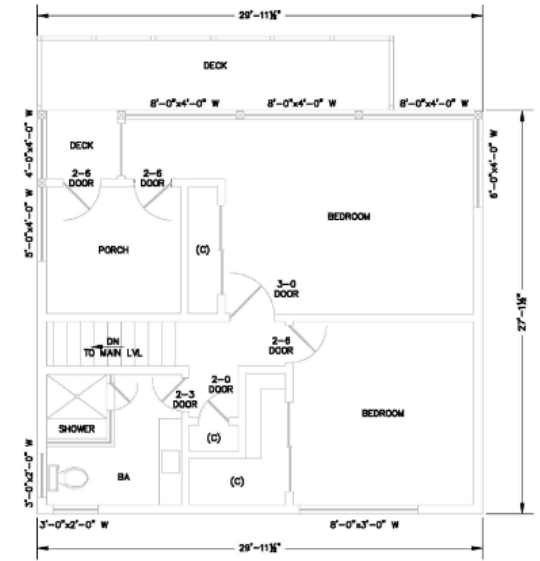 29'-11½"
DECK
8'-0"x4'-0" W
8'-0"x4'-0" W
8'-0"x4'-0" W
4'-0"x4'-0" W
DECK
2-6
DOOR
2-6
DOOR
6'-0"x4'-0" W
5'-0"x4'-0" W
PORCH
(C)
BEDROOM
3-0
DOOR
27'-1½"
DN
TO MAIN LVL
2-6
DOOR
2-3
DOOR
2-0
DOOR
BEDROOM
SHOWER
(C)
3'-0"x2'-0" W
BA
(C)
3'-0"x2'-0" W
8'-0"x3'-0" W
29'-11½"